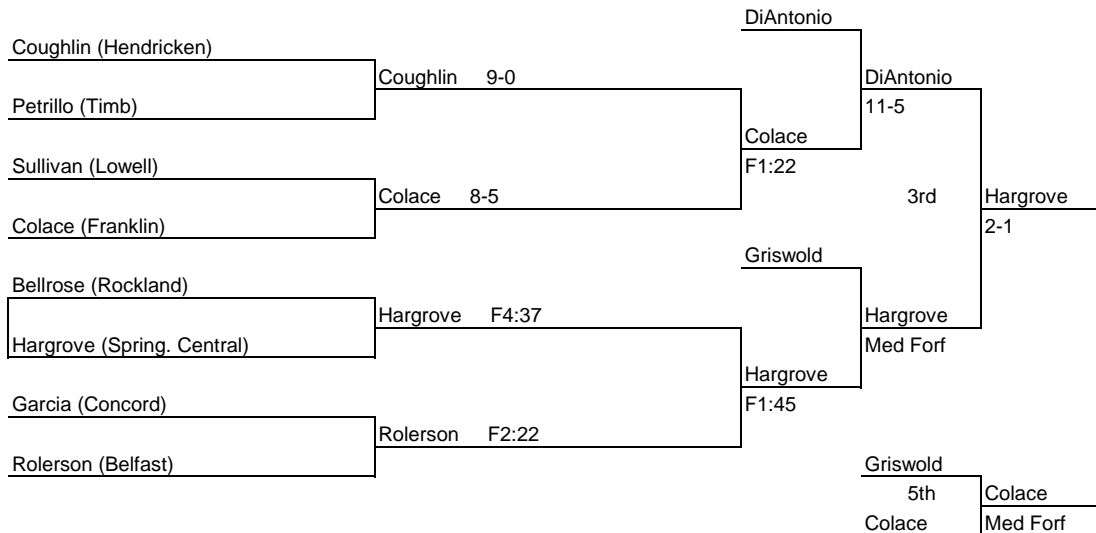 DiAntonio
Coughlin (Hendricken)
Coughlin 9-0 DiAntonio
Petrillo (Timb) 11-5
Colace
Sullivan (Lowell) F1:22
Colace 8-5 3rd Hargrove
Colace (Franklin) 2-1
Griswold
Bellrose (Rockland)
Hargrove F4:37 Hargrove
Hargrove (Spring. Central) Med Forf
Hargrove
Garcia (Concord) F1:45
Rolerson F2:22
Rolerson (Belfast) Griswold
5th Colace
Colace Med Forf